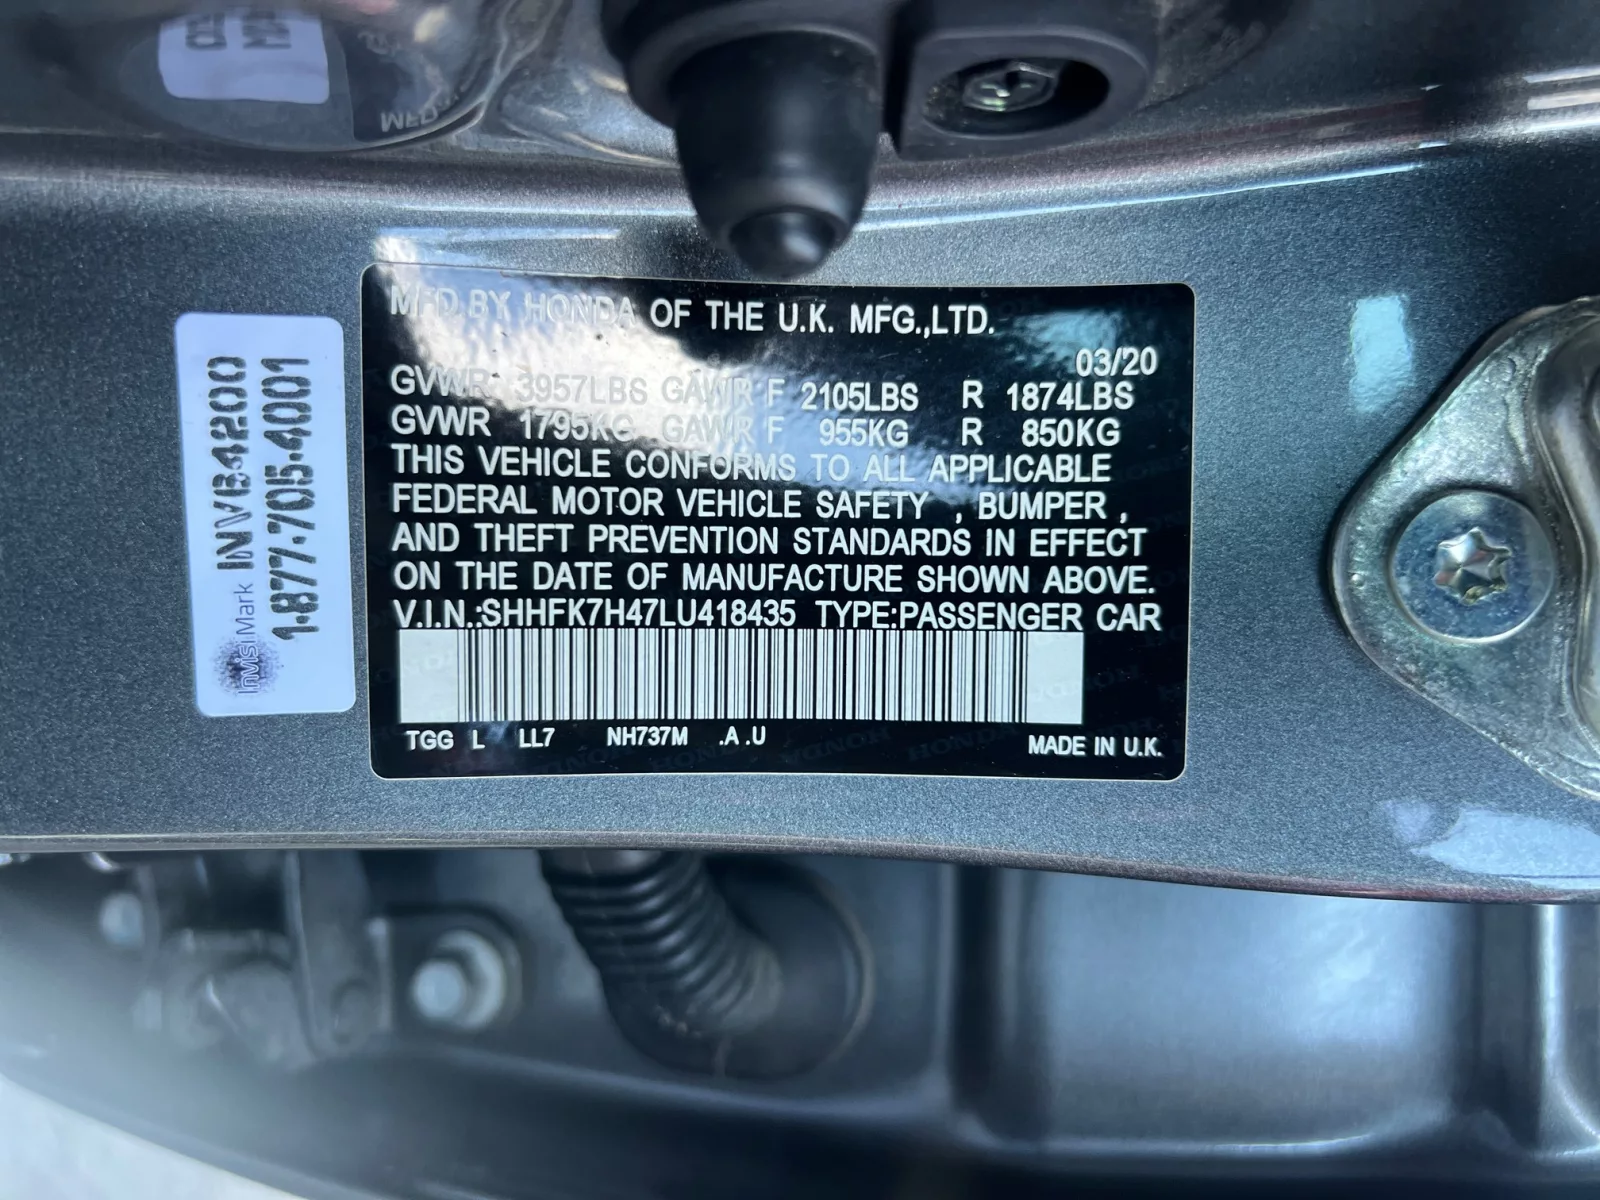 MFD BY HONDA OF THE U.K. MFG.,LTD.
03/20
GVWR 3957LBS GAWR F 2105LBS R 1874LBS
GVWR 1795KG GAWR F 955KG R 850KG
THIS VEHICLE CONFORMS TO ALL APPLICABLE
FEDERAL MOTOR VEHICLE SAFETY , BUMPER ,
AND THEFT PREVENTION STANDARDS IN EFFECT
ON THE DATE OF MANUFACTURE SHOWN ABOVE.
V.I.N.:SHHFK7H47LU418435 TYPE:PASSENGER CAR
TGG L LL7 NH737M .A .U
MADE IN U.K.
InvisiMark INVE4200
1-877-705-4001